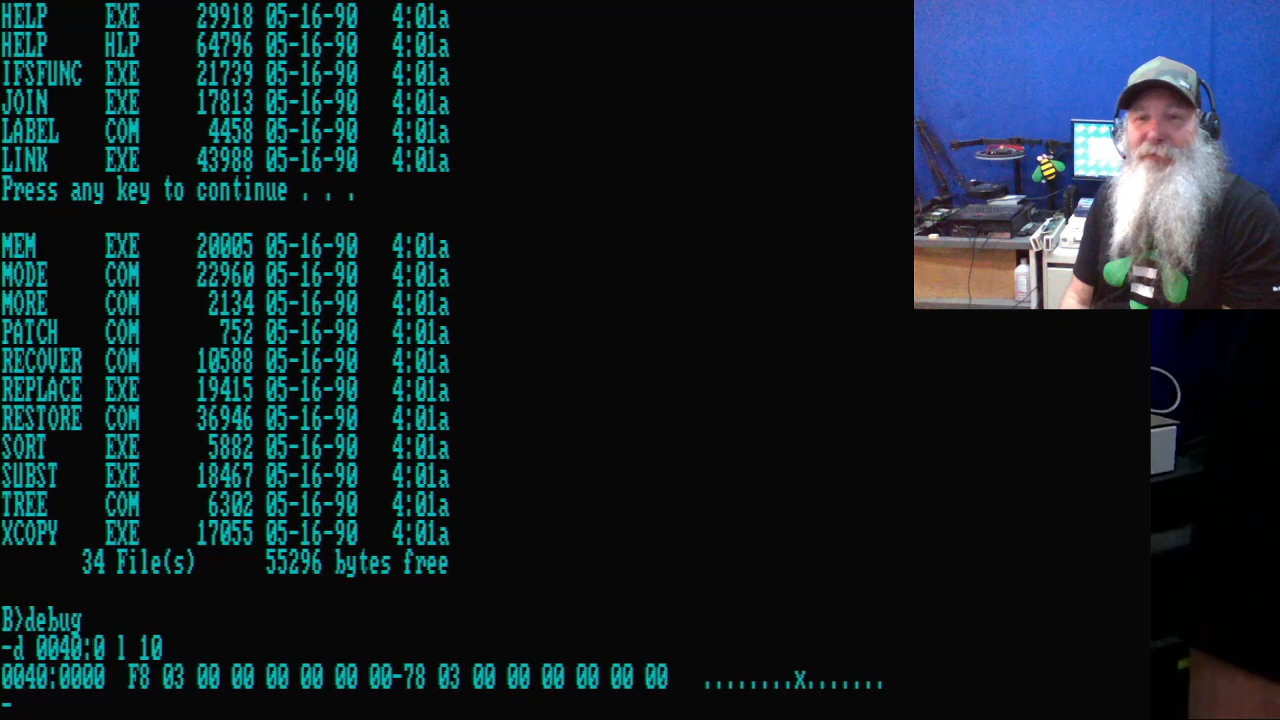 HELP     EXE     29918 05-16-90   4:01a
HELP     HLP     64796 05-16-90   4:01a
IFSFUNC  EXE     21739 05-16-90   4:01a
JOIN     EXE     17813 05-16-90   4:01a
LABEL    COM      4458 05-16-90   4:01a
LINK     EXE     43988 05-16-90   4:01a
Press any key to continue . . .
MEM      EXE     20005 05-16-90   4:01a
MODE     COM     22960 05-16-90   4:01a
MORE     COM      2134 05-16-90   4:01a
PATCH    COM       752 05-16-90   4:01a
RECOVER  COM     10588 05-16-90   4:01a
REPLACE  EXE     19415 05-16-90   4:01a
RESTORE  COM     36946 05-16-90   4:01a
SORT     EXE      5882 05-16-90   4:01a
SUBST    EXE     18467 05-16-90   4:01a
TREE     COM      6302 05-16-90   4:01a
XCOPY    EXE     17055 05-16-90   4:01a
       34 File(s)      55296 bytes free
B>debug
-d 0040:0 l 10
0040:0000  F8 03 00 00 00 00 00 00-78 03 00 00 00 00 00 00   ........x.......
-